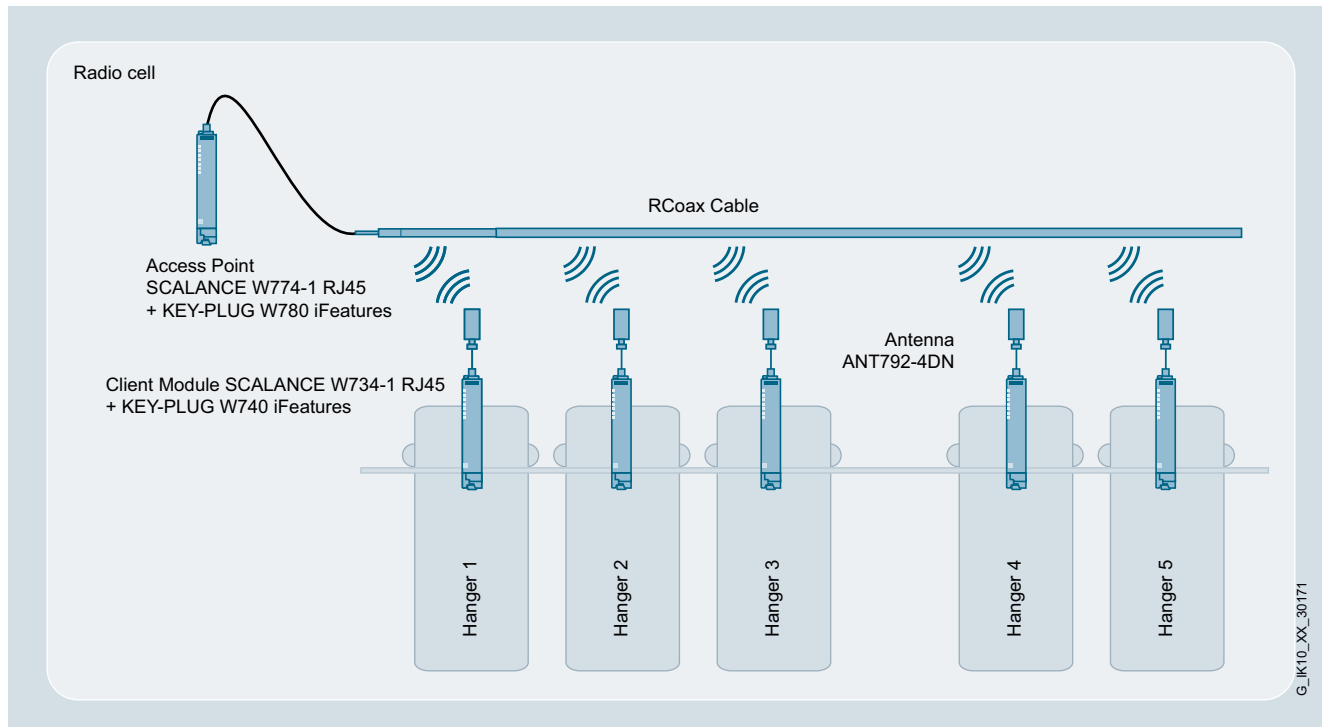 Radio cell
RCoax Cable
Access Point
SCALANCE W774-1 RJ45
+ KEY-PLUG W780 iFeatures
Antenna
ANT792-4DN
Client Module SCALANCE W734-1 RJ45
+ KEY-PLUG W740 iFeatures
Hanger 1
Hanger 2
Hanger 3
Hanger 4
Hanger 5
G_IK10_XX_30171